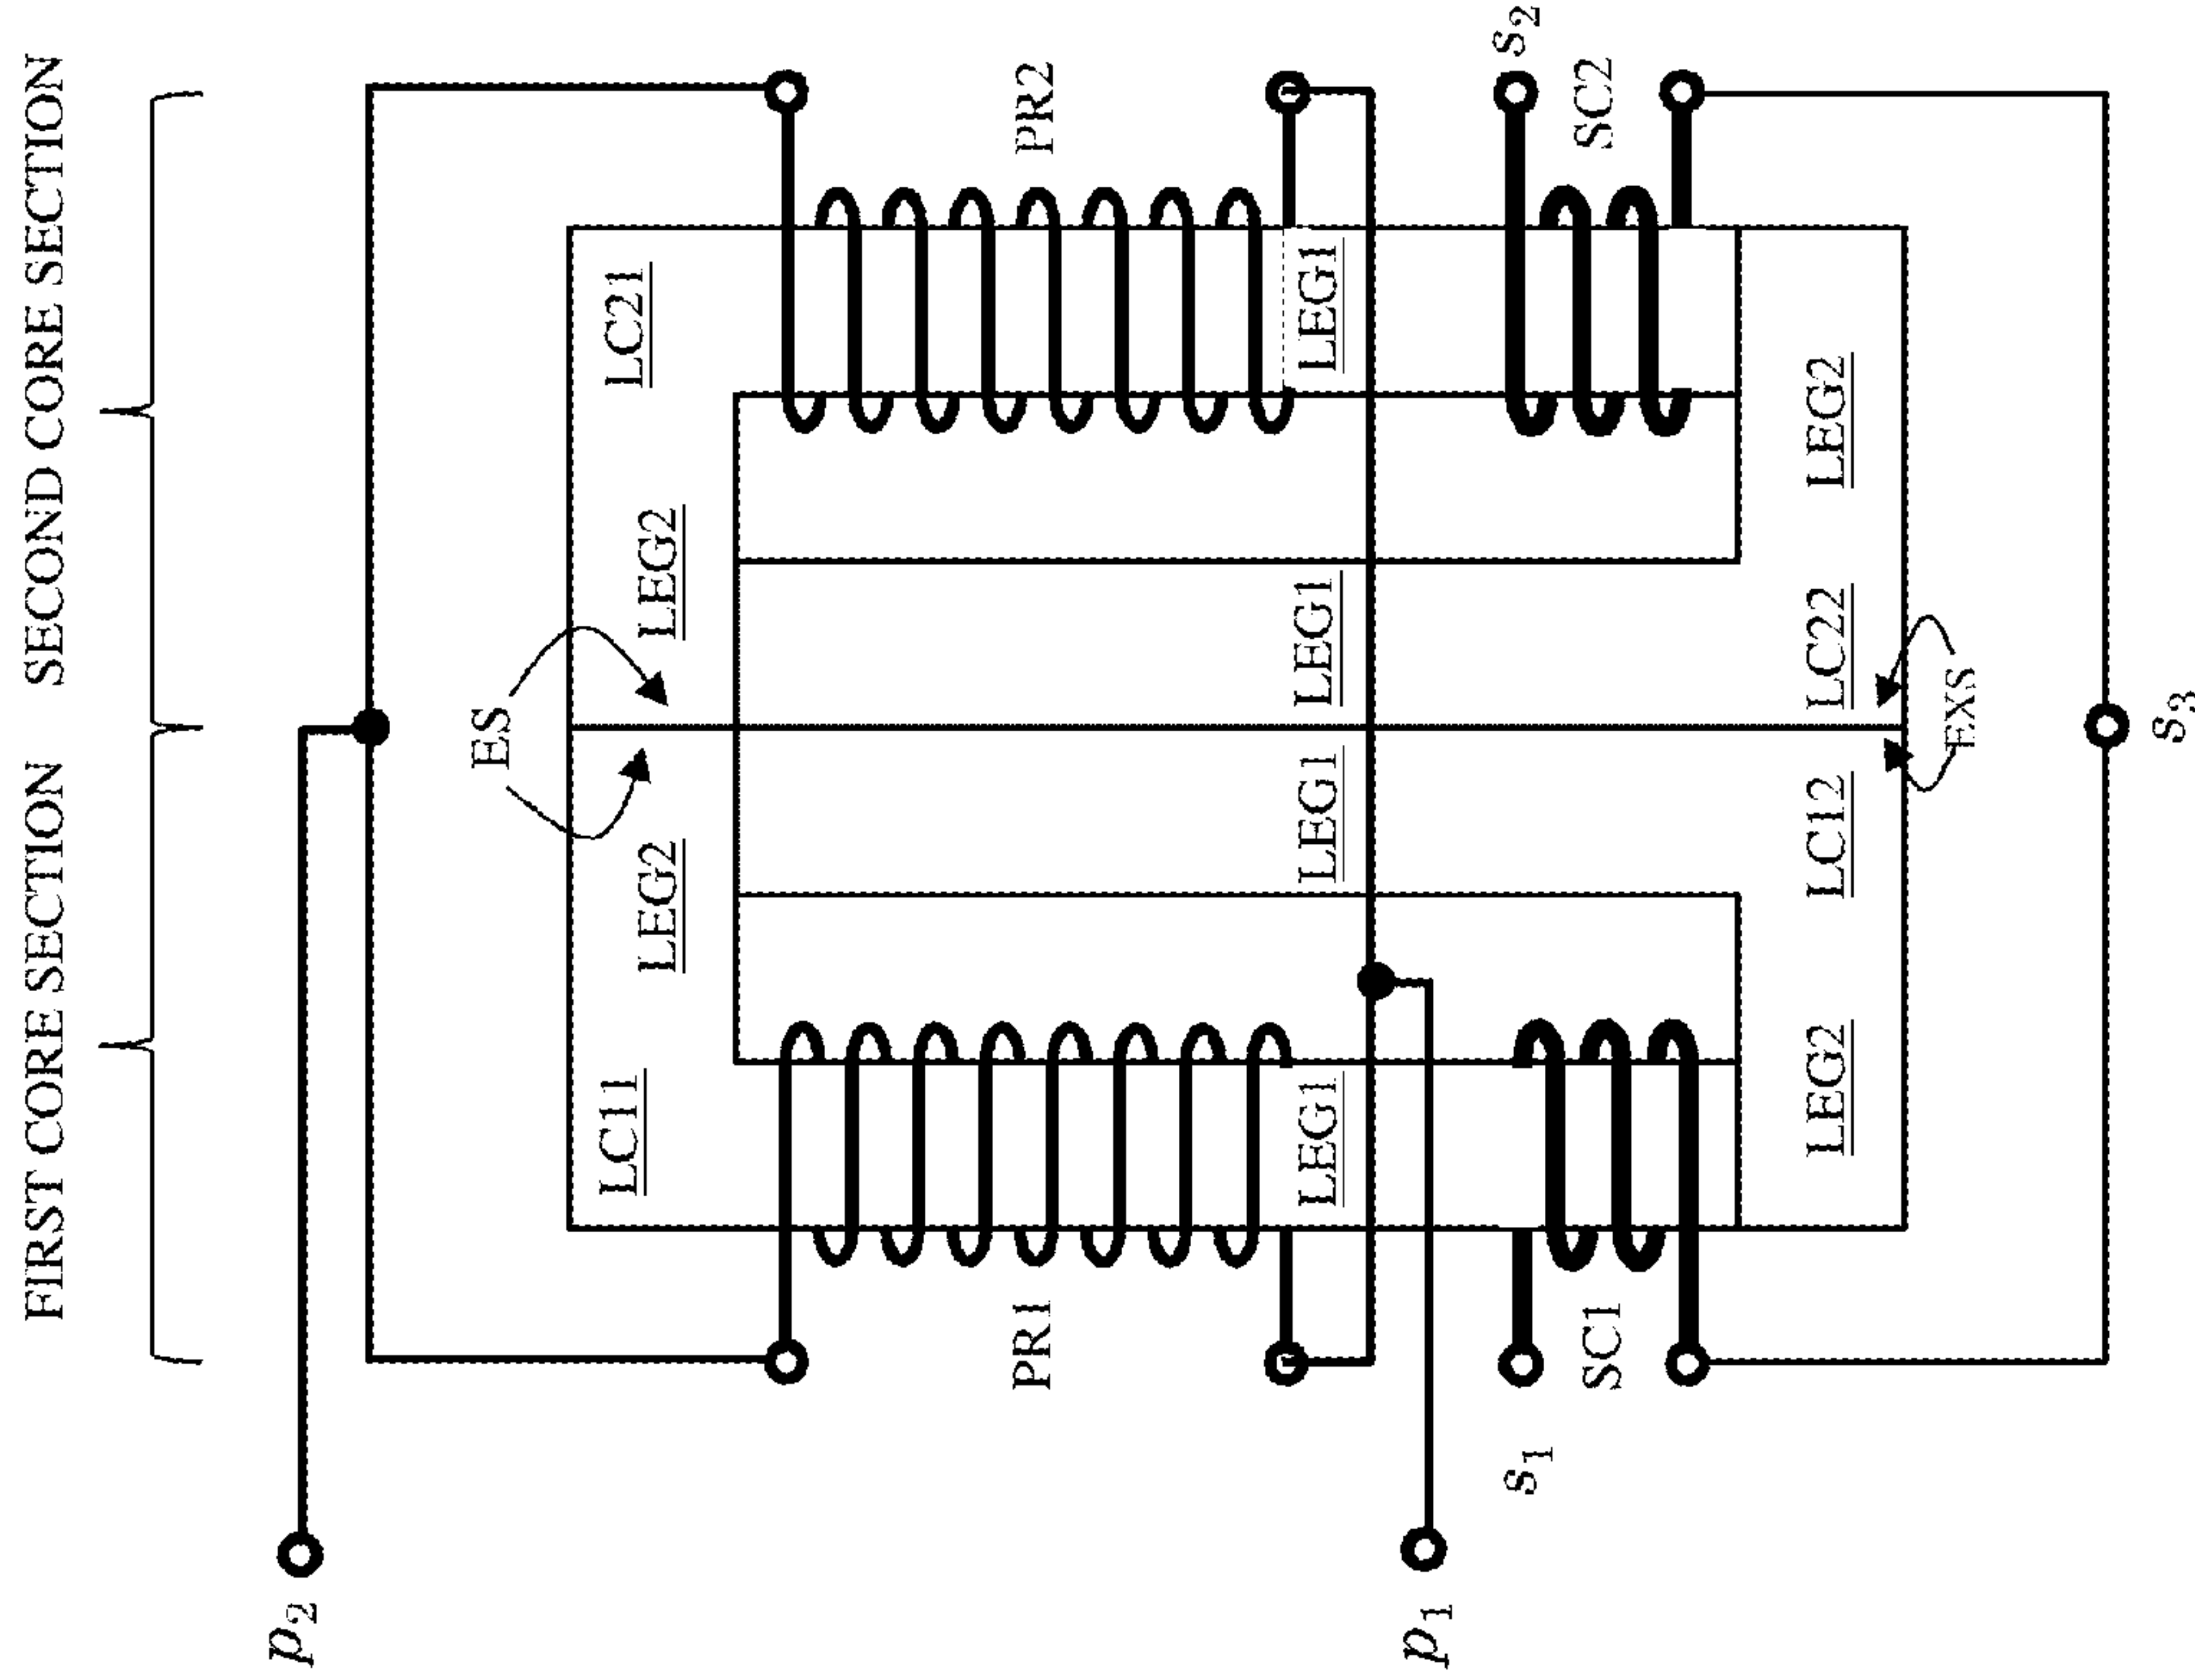 FIRST CORE SECTION
SECOND CORE SECTION
p₂
ES
LC11
LC21
LEG2
LEG2
PR1
PR2
LEG1
LEG1
LEG1
LEG1
p₁
s₁
s₂
SC1
SC2
LEG2
LC12
LC22
LEG2
EXS
s₃